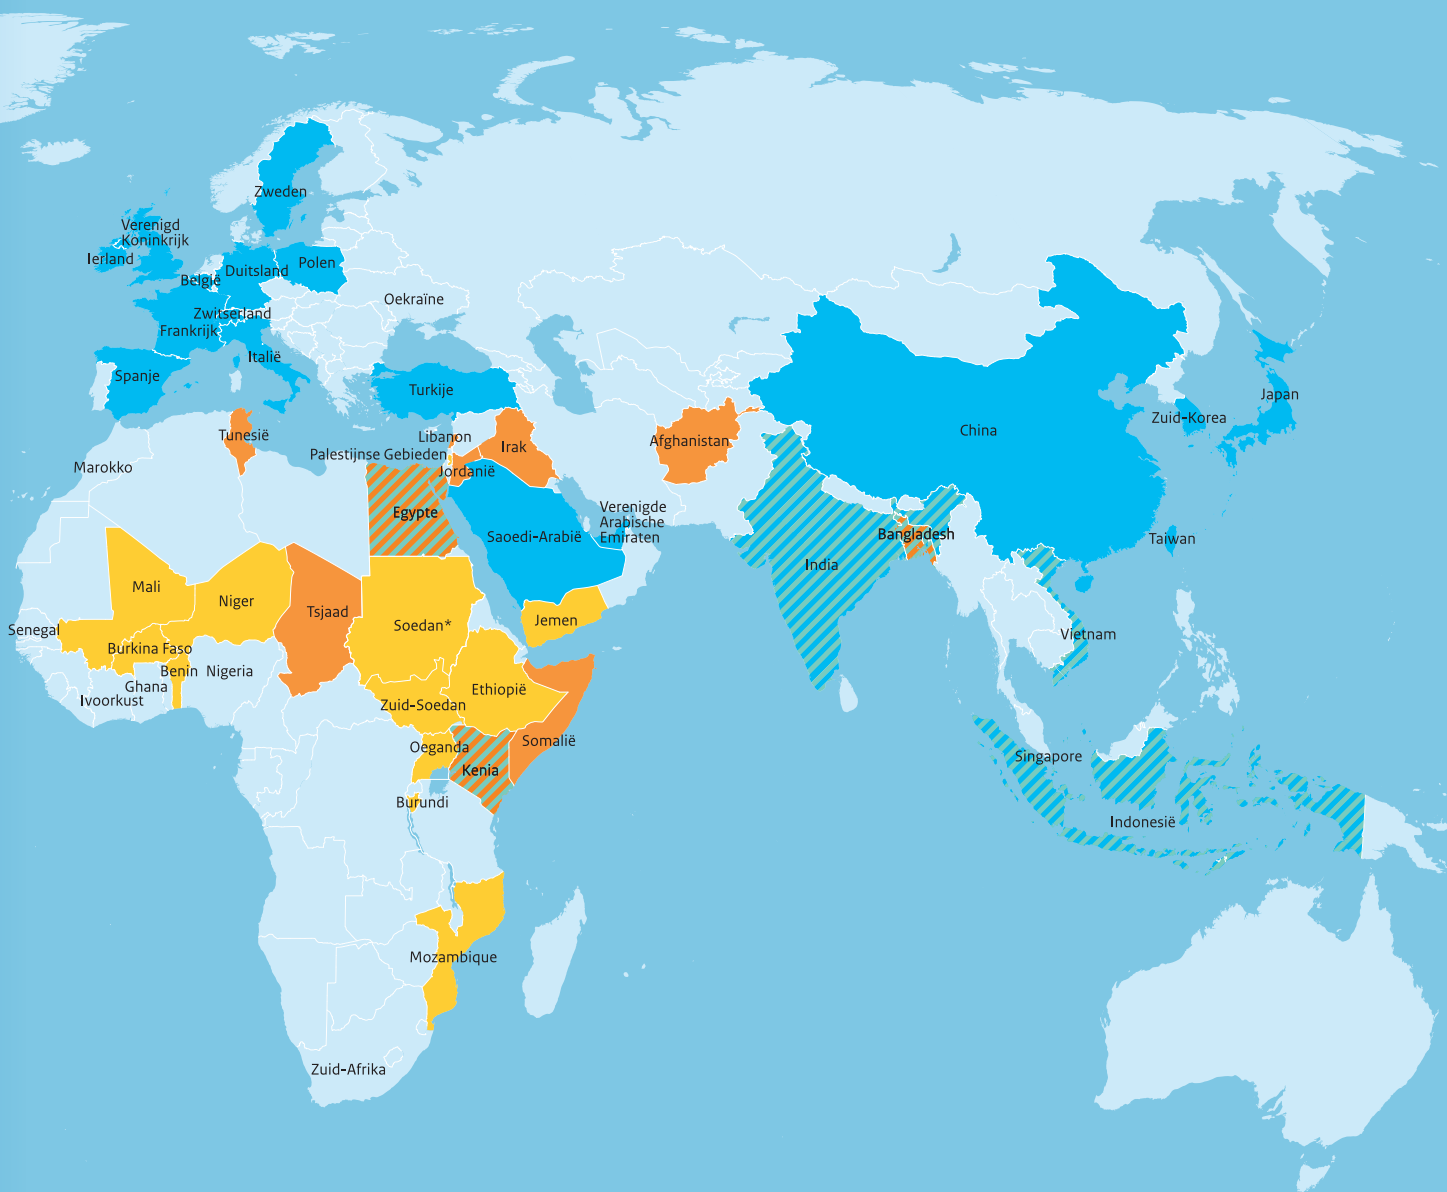 Zweden
Verenigd
Koninkrijk
Ierland
België
Duitsland
Polen
Oekraïne
Zwitserland
Frankrijk
Italië
Spanje
Turkije
Tunesië
Marokko
Libanon
Palestijnse Gebieden
Jordanië
Irak
Afghanistan
Egypte
Saoedi-Arabië
Verenigde
Arabische
Emiraten
China
Zuid-Korea
Japan
Taiwan
Bangladesh
India
Vietnam
Mali
Niger
Tsjaad
Soedan*
Jemen
Senegal
Burkina Faso
Benin
Nigeria
Ghana
Ivoorkust
Ethiopië
Zuid-Soedan
Somalië
Oeganda
Kenia
Burundi
Singapore
Indonesië
Mozambique
Zuid-Afrika